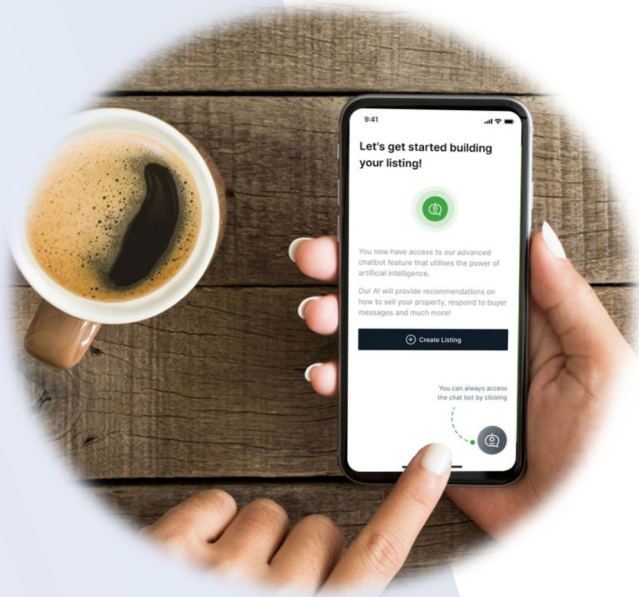 9:41
Let's get started building
your listing!
You now have access to our advanced
chatbot feature that utilises the power of
artificial intelligence.
Our AI will provide recommendations on
how to sell your property, respond to buyer
messages and much more!
Create Listing
You can always access
the chat bot by clicking